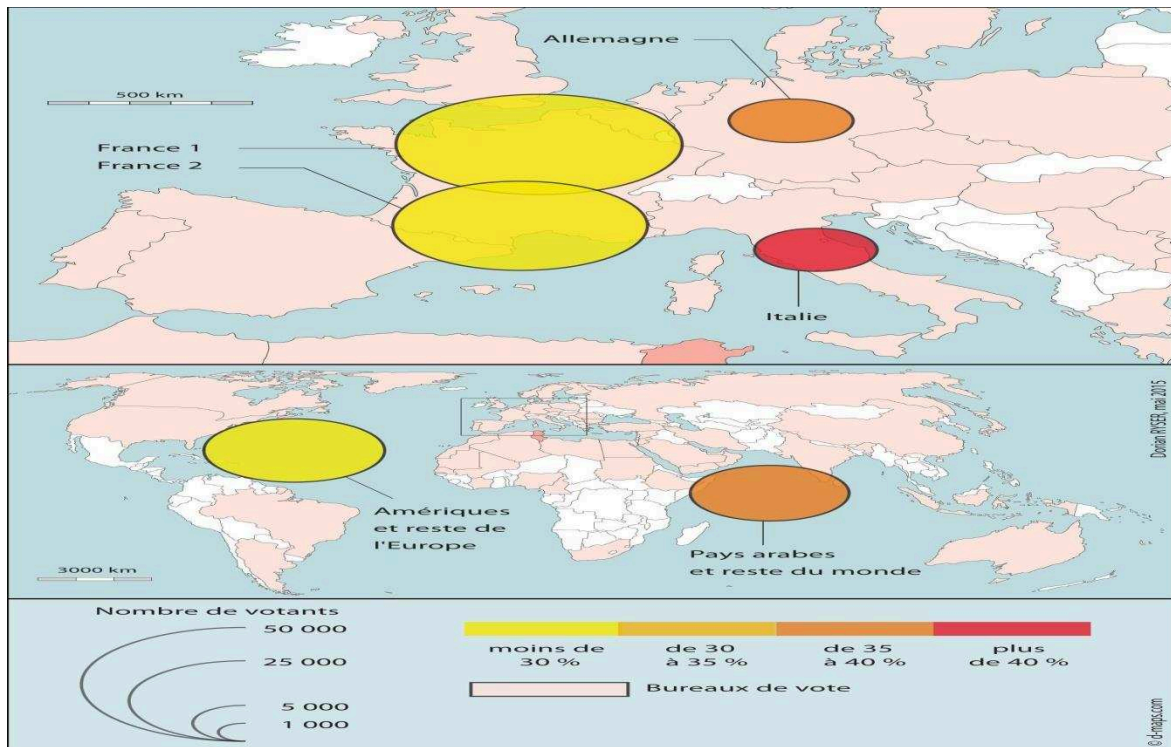 Allemagne
500 km
France 1
France 2
Italie
Dorian RYSER, mai 2015
Amériques
et reste de
l'Europe
Pays arabes
et reste du monde
3000 km
Nombre de votants
50 000
25 000
5 000
1 000
moins de
30 %
de 30
à 35 %
de 35
à 40 %
plus
de 40 %
Bureaux de vote
© d-maps.com